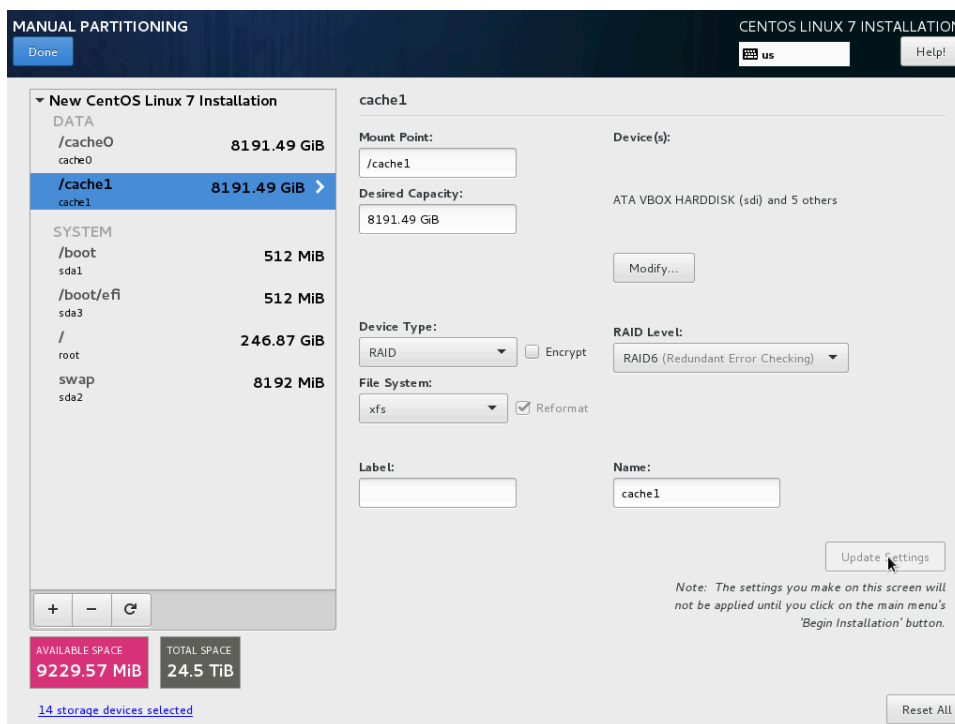 MANUAL PARTITIONING
CENTOS LINUX 7 INSTALLATION
Done
us
Help!
New CentOS Linux 7 Installation
DATA
/cache0
8191.49 GiB
cache0
/cache1
8191.49 GiB
cache1
SYSTEM
/boot
512 MiB
sda1
/boot/efi
512 MiB
sda3
/
246.87 GiB
root
swap
8192 MiB
sda2
+ −
AVAILABLE SPACE
9229.57 MiB
TOTAL SPACE
24.5 TiB
14 storage devices selected
cache1
Mount Point:
/cache1
Device(s):
Desired Capacity:
8191.49 GiB
ATA VBOX HARDDISK (sdi) and 5 others
Modify...
Device Type:
RAID
Encrypt
RAID Level:
RAID6 (Redundant Error Checking)
File System:
xfs
Reformat
Label:
Name:
cache1
Update Settings
Note: The settings you make on this screen will
not be applied until you click on the main menu's
'Begin Installation' button.
Reset All